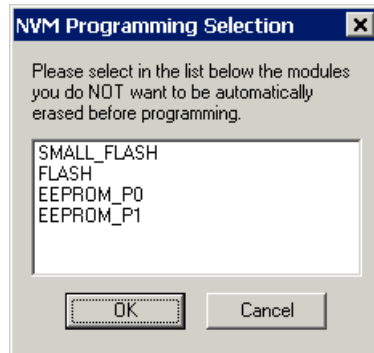 NVM Programming Selection
Please select in the list below the modules
you do NOT want to be automatically
erased before programming.
SMALL_FLASH
FLASH
EEPROM_P0
EEPROM_P1
OK
Cancel